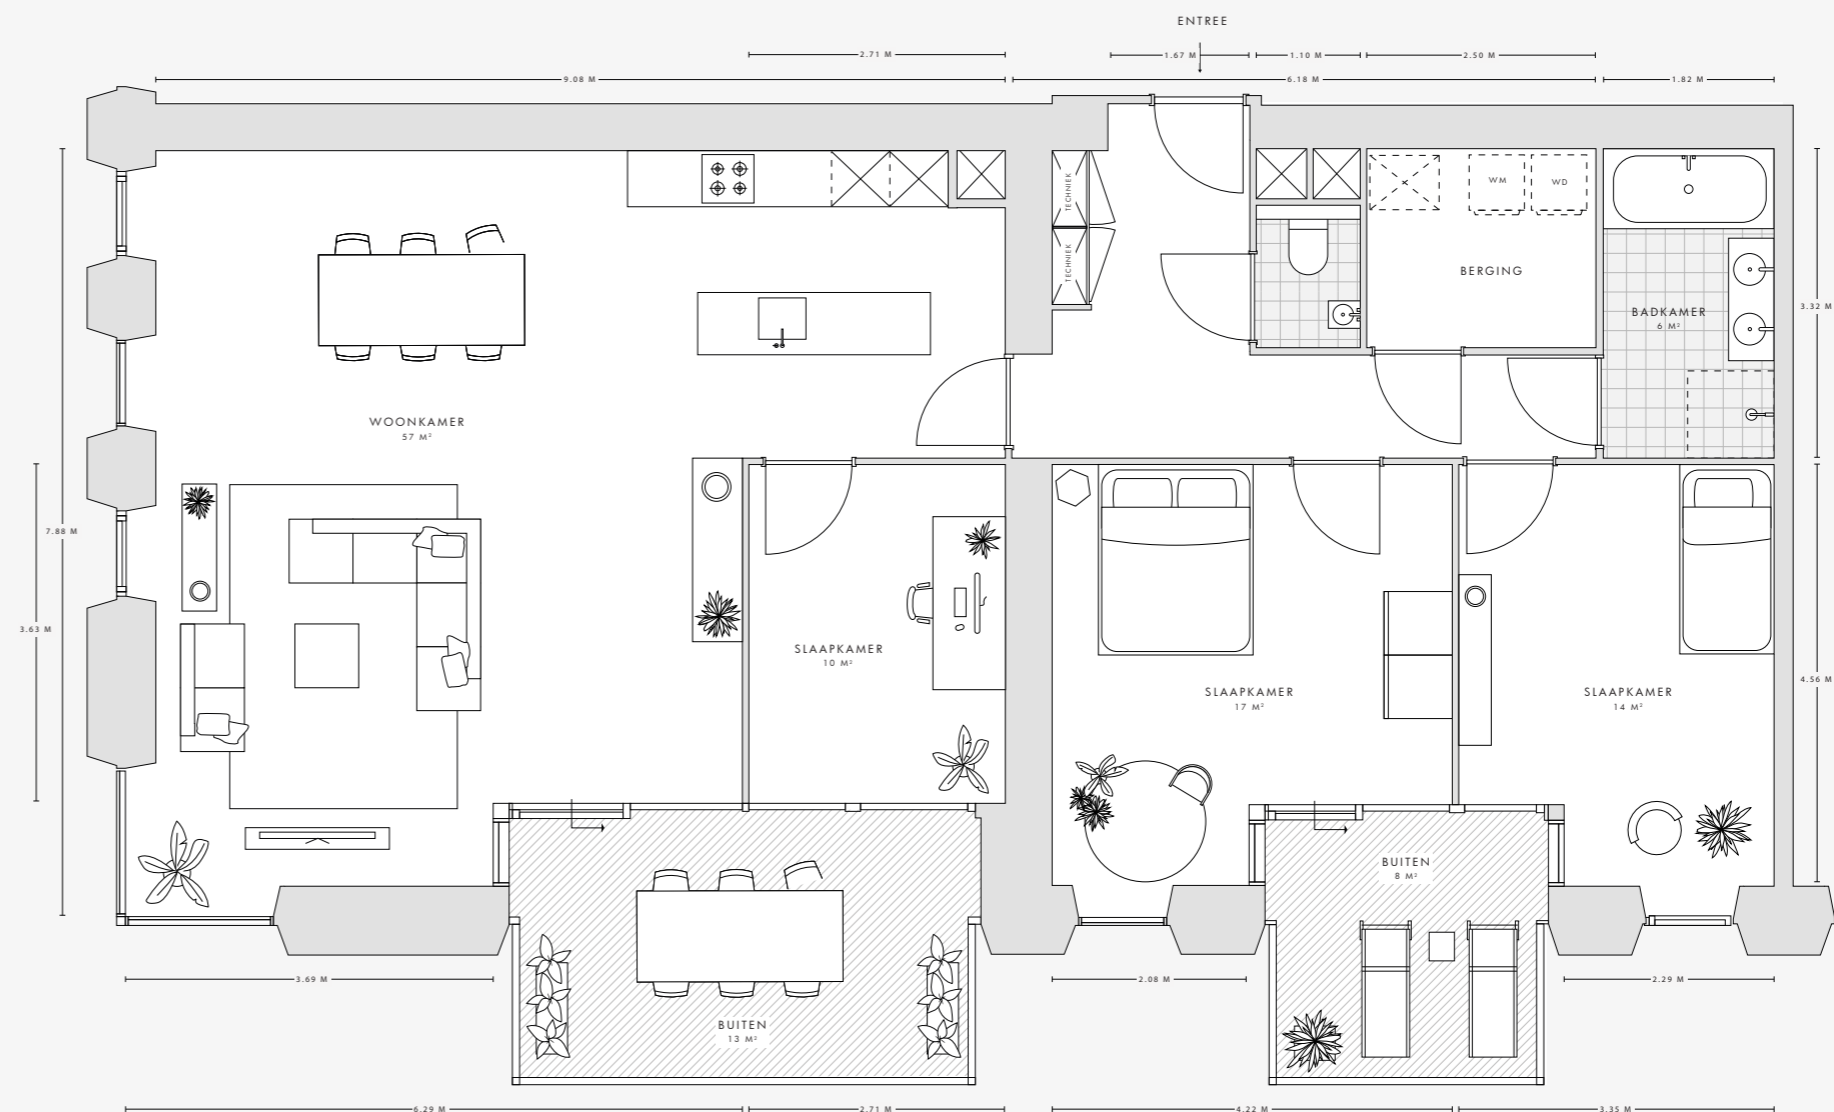 ENTREE
2.71 M
1.67 M
1.10 M
2.50 M
9.08 M
6.18 M
1.82 M
TECHNIEK
TECHNIEK
WM
WD
BERGING
BADKAMER
6 M²
3.32 M
WOONKAMER
57 M²
7.88 M
3.63 M
SLAAPKAMER
10 M²
SLAAPKAMER
17 M²
SLAAPKAMER
14 M²
4.56 M
BUITEN
8 M²
3.69 M
2.08 M
2.29 M
BUITEN
13 M²
6.29 M
2.71 M
4.22 M
3.35 M